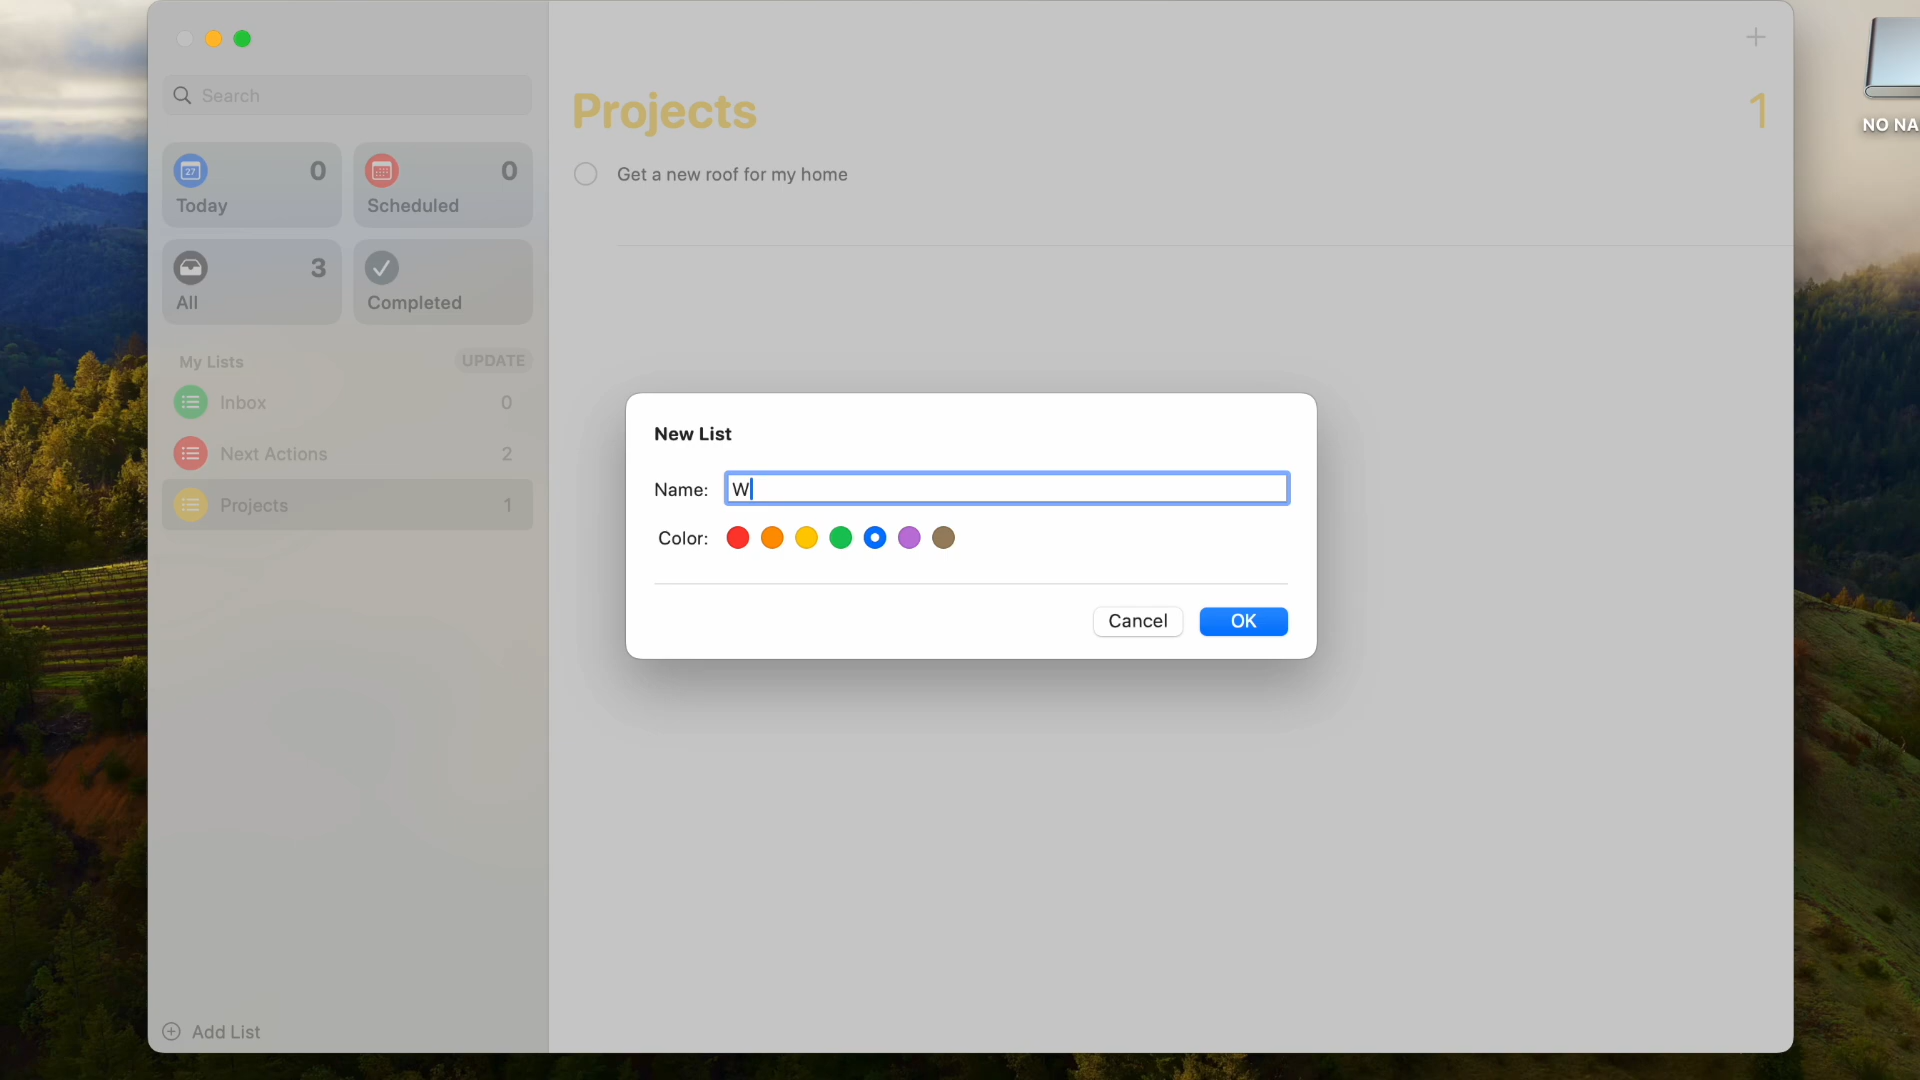 Search
27
0
Today
0
Scheduled
3
All
Completed
My Lists
UPDATE
Inbox
0
Next Actions
2
Projects
1
Add List
Projects
1
Get a new roof for my home
New List
Name: W
Color:
Cancel
OK
NO NA